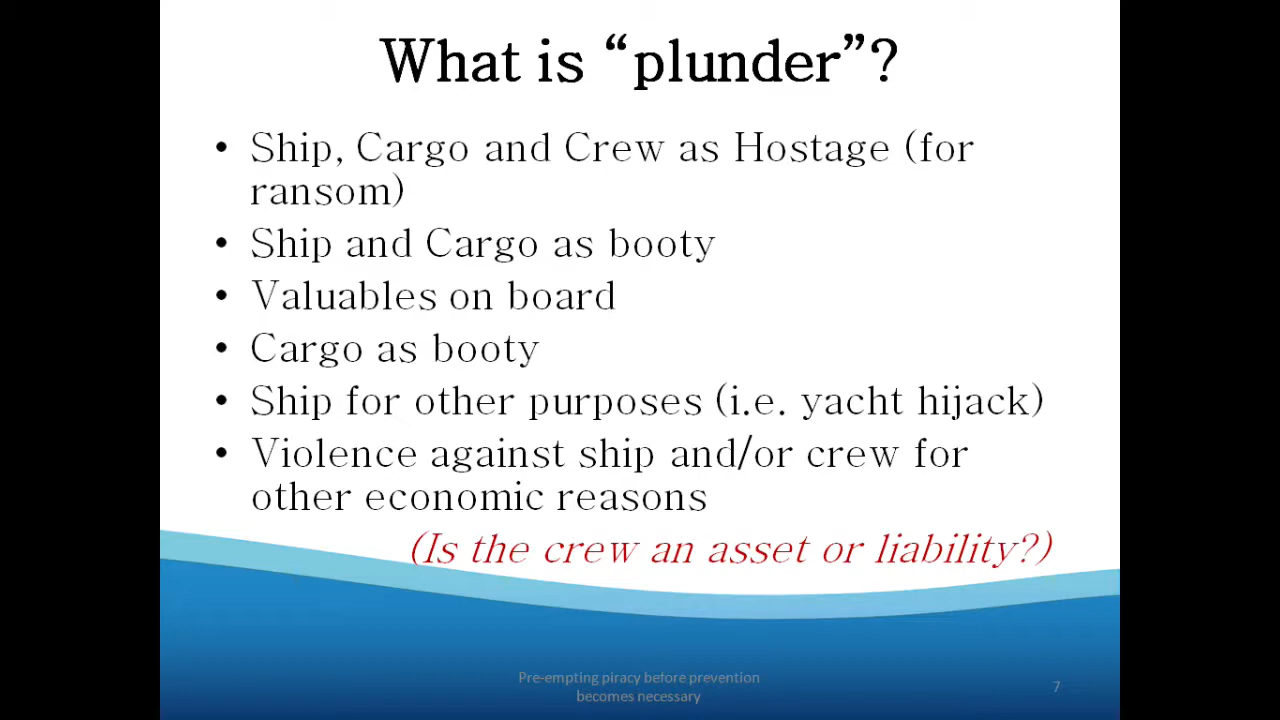 What is “plunder”?
• Ship, Cargo and Crew as Hostage (for
ransom)
• Ship and Cargo as booty
• Valuables on board
• Cargo as booty
• Ship for other purposes (i.e. yacht hijack)
• Violence against ship and/or crew for
other economic reasons
(Is the crew an asset or liability?)
Pre-empting piracy before prevention
becomes necessary
7